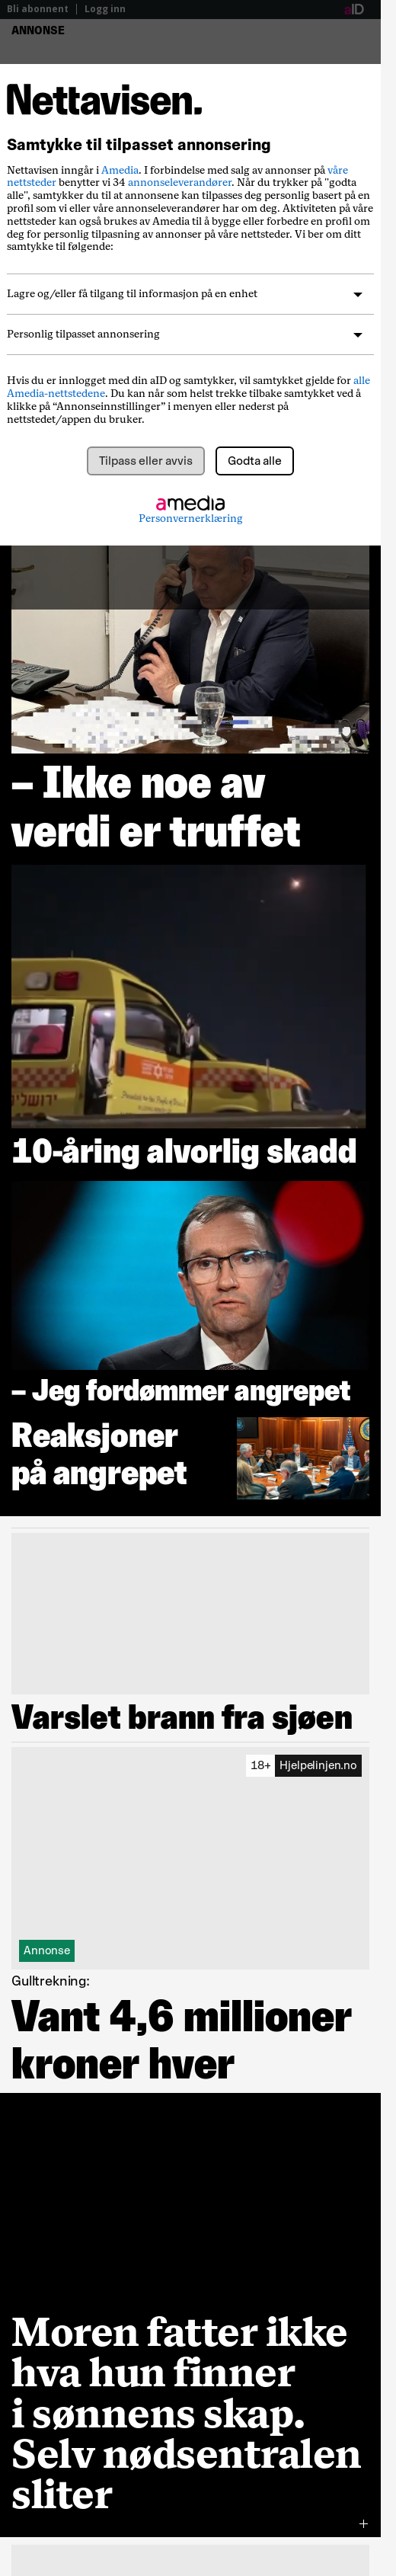 Bli abonnent | Logg inn
aID
ANNONSE
Nettavisen.
Samtykke til tilpasset annonsering
Nettavisen inngår i Amedia. I forbindelse med salg av annonser på våre
nettsteder benytter vi 34 annonseleverandører. Når du trykker på "godta
alle", samtykker du til at annonsene kan tilpasses deg personlig basert på en
profil som vi eller våre annonseleverandører har om deg. Aktiviteten på våre
nettsteder kan også brukes av Amedia til å bygge eller forbedre en profil om
deg for personlig tilpasning av annonser på våre nettsteder. Vi ber om ditt
samtykke til følgende:
Lagre og/eller få tilgang til informasjon på en enhet
Personlig tilpasset annonsering
Hvis du er innlogget med din aID og samtykker, vil samtykket gjelde for alle
Amedia-nettstedene. Du kan når som helst trekke tilbake samtykket ved å
klikke på “Annonseinnstillinger” i menyen eller nederst på
nettstedet/appen du bruker.
Tilpass eller avvis
Godta alle
amedia
Personvernerklæring
– Ikke noe av
verdi er truffet
10-åring alvorlig skadd
– Jeg fordømmer angrepet
Reaksjoner
på angrepet
Varslet brann fra sjøen
18+ Hjelpelinjen.no
Annonse
Gulltrekning:
Vant 4,6 millioner
kroner hver
Moren fatter ikke
hva hun finner
i sønnens skap.
Selv nødsentralen
sliter